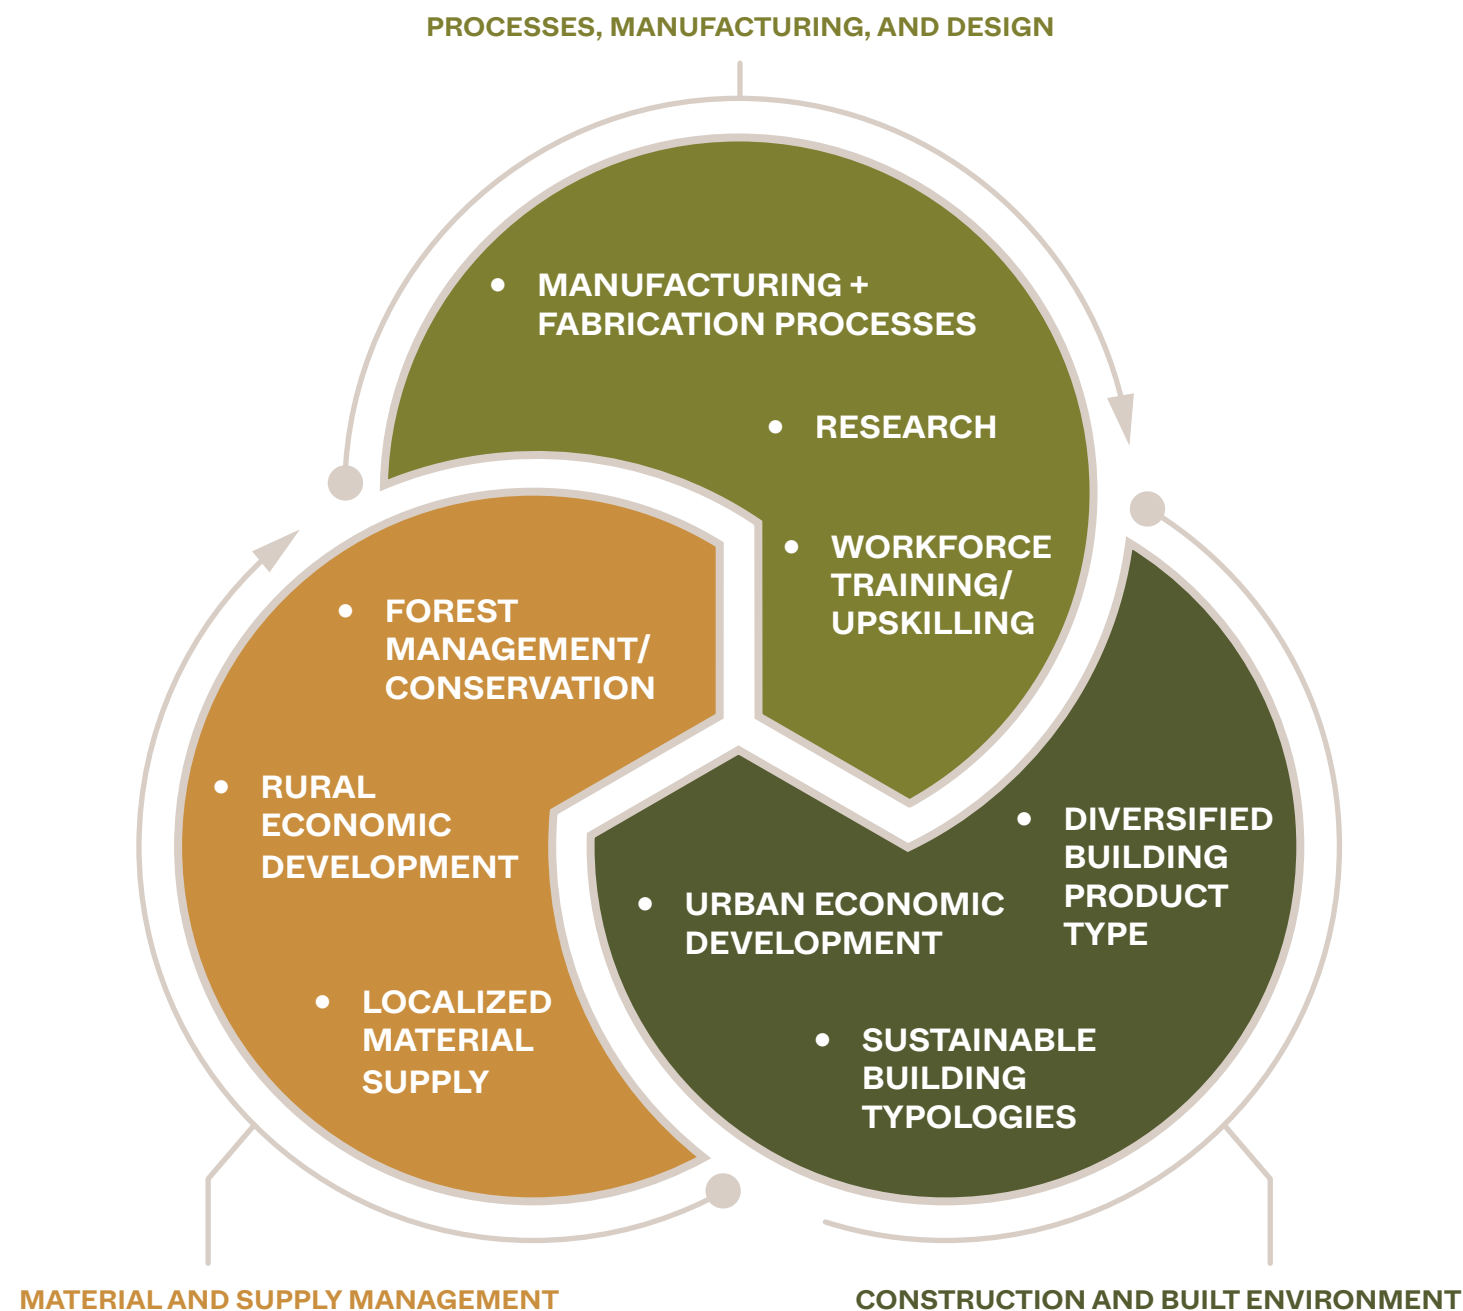 PROCESSES, MANUFACTURING, AND DESIGN
• MANUFACTURING +
FABRICATION PROCESSES
• RESEARCH
• WORKFORCE
TRAINING/
UPSKILLING
• FOREST
MANAGEMENT/
CONSERVATION
• RURAL
ECONOMIC
DEVELOPMENT
• LOCALIZED
MATERIAL
SUPPLY
• DIVERSIFIED
BUILDING
PRODUCT
TYPE
• URBAN ECONOMIC
DEVELOPMENT
• SUSTAINABLE
BUILDING
TYPOLOGIES
MATERIAL AND SUPPLY MANAGEMENT
CONSTRUCTION AND BUILT ENVIRONMENT